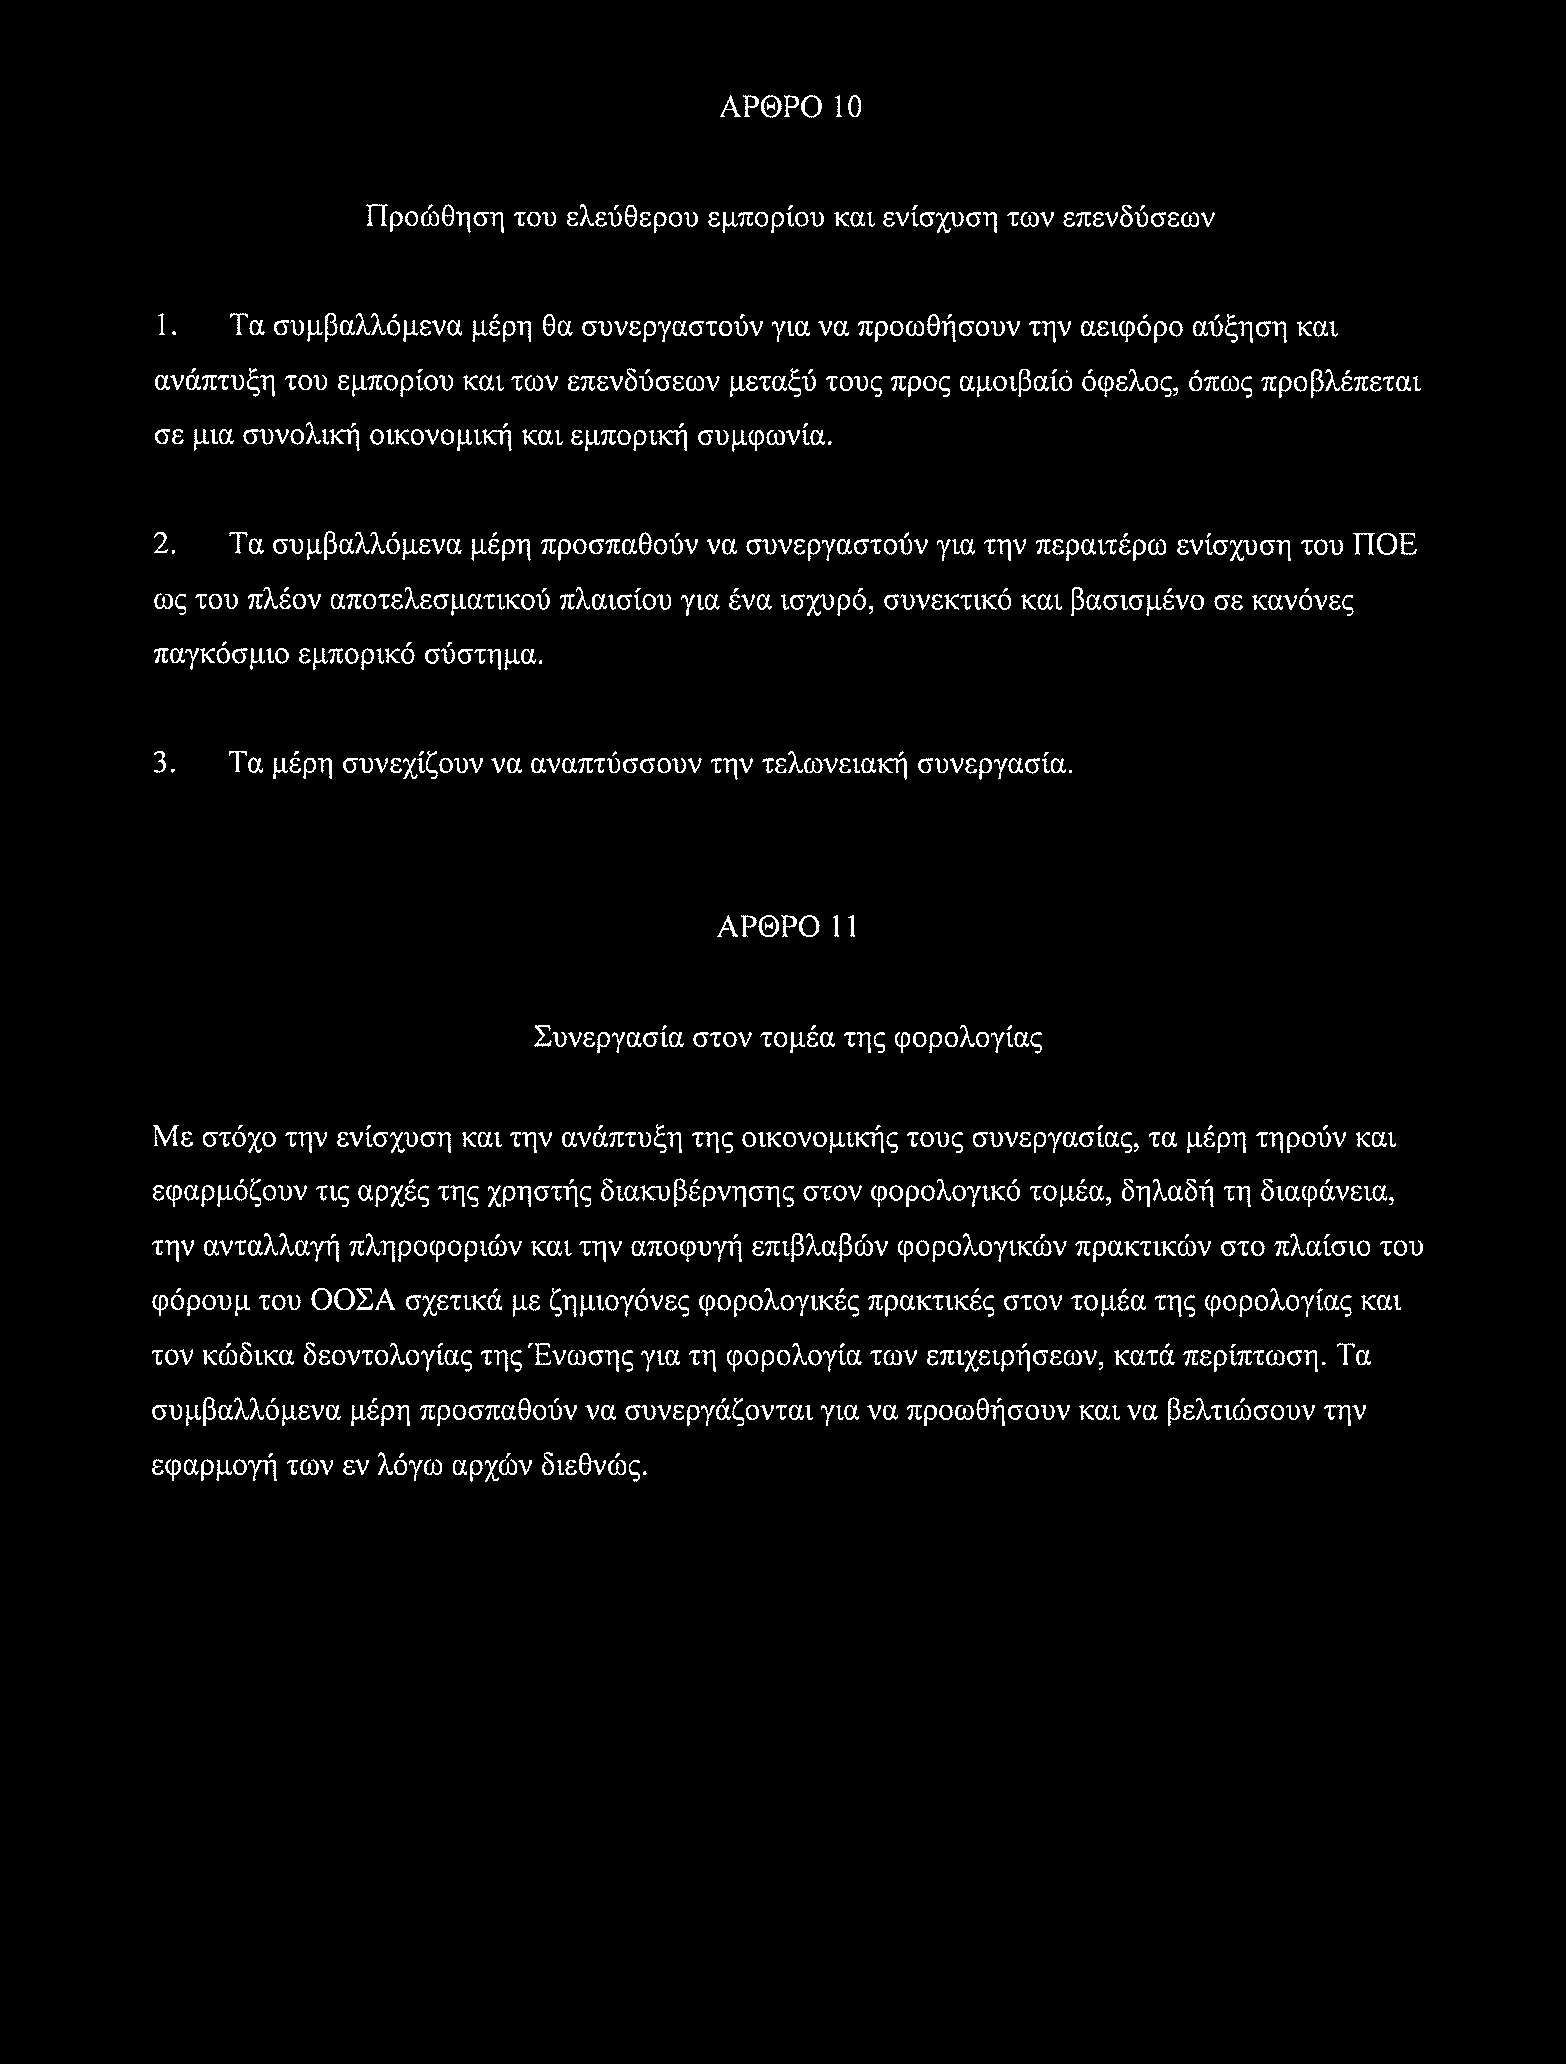 ΑΡΘΡΟ 10
Προώθηση του ελεύθερου εμπορίου και ενίσχυση των επενδύσεων
1. Τα συμβαλλόμενα μέρη θα συνεργαστούν για να προωθήσουν την αειφόρο αύξηση και
ανάπτυξη του εμπορίου και των επενδύσεων μεταξύ τους προς αμοιβαίό όφελος, όπως προβλέπεται
σε μια συνολική οικονομική και εμπορική συμφωνία.
2. Τα συμβαλλόμενα μέρη προσπαθούν να συνεργαστούν για την περαιτέρω ενίσχυση του ΠΟΕ
ως του πλέον αποτελεσματικού πλαισίου για ένα ισχυρό, συνεκτικό και βασισμένο σε κανόνες
παγκόσμιο εμπορικό σύστημα.
3. Τα μέρη συνεχίζουν να αναπτύσσουν την τελωνειακή συνεργασία.
ΑΡΘΡΟ 11
Συνεργασία στον τομέα της φορολογίας
Με στόχο την ενίσχυση και την ανάπτυξη της οικονομικής τους συνεργασίας, τα μέρη τηρούν και
εφαρμόζουν τις αρχές της χρηστής διακυβέρνησης στον φορολογικό τομέα, δηλαδή τη διαφάνεια,
την ανταλλαγή πληροφοριών και την αποφυγή επιβλαβών φορολογικών πρακτικών στο πλαίσιο του
φόρουμ του ΟΟΣΑ σχετικά με ζημιογόνες φορολογικές πρακτικές στον τομέα της φορολογίας και
τον κώδικα δεοντολογίας της Ένωσης για τη φορολογία των επιχειρήσεων, κατά περίπτωση. Τα
συμβαλλόμενα μέρη προσπαθούν να συνεργάζονται για να προωθήσουν και να βελτιώσουν την
εφαρμογή των εν λόγω αρχών διεθνώς.